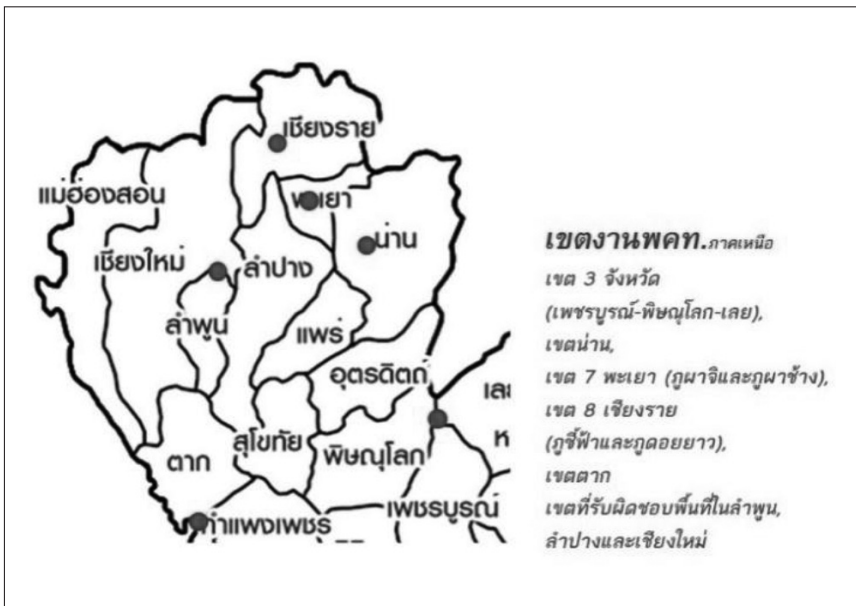 เชียงราย
แม่ฮ่องสอน
พะเยา
น่าน
เชียงใหม่
ลำปาง
ลำพูน
แพร่
อุตรดิตถ์
ตาก
สุโขทัย
พิษณุโลก
เพชรบูรณ์
กำแพงเพชร
เขตงานพคท.ภาคเหนือ
เขต 3 จังหวัด
(เพชรบูรณ์-พิษณุโลก-เลย),
เขตน่าน,
เขต 7 พะเยา (ภูผาจิและภูผาช้าง),
เขต 8 เชียงราย
(ภูชี้ฟ้าและภูดอยยาว),
เขตตาก
เขตที่รับผิดชอบพื้นที่ในลำพูน,
ลำปางและเชียงใหม่